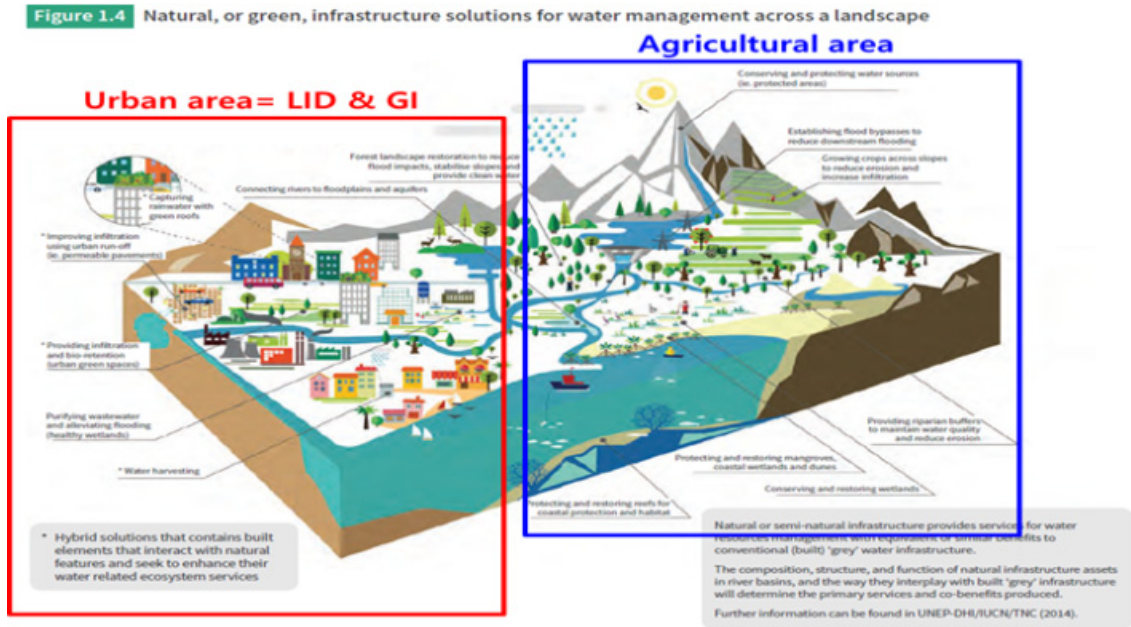 Figure 1.4 Natural, or green, infrastructure solutions for water management across a landscape
Agricultural area
Urban area= LID & GI
Conserving and protecting water sources
(ie. protected areas)
Establishing flood bypasses to
reduce downstream flooding
Growing crops across slopes
to reduce erosion and
increase infiltration
Forest landscape restoration to reduce
flood impacts, stabilise slopes and
provide clean water
Connecting rivers to floodplains and aquifers
* Capturing
rainwater with
green roofs
* Improving infiltration
using urban run-off
(ie. permeable pavements)
* Providing infiltration
and bio-retention
(urban green spaces)
Purifying wastewater
and alleviating flooding
(healthy wetlands)
* Water harvesting
Providing riparian buffers
to maintain water quality
and reduce erosion
Protecting and restoring mangroves,
coastal wetlands and dunes
Conserving and restoring wetlands
Protecting and restoring reefs for
coastal protection and habitat
* Hybrid solutions that contains built
elements that interact with natural
features and seek to enhance their
water related ecosystem services
Natural or semi-natural infrastructure provides services for water
resources management with equivalent or similar benefits to
conventional (built) 'grey' water infrastructure.
The composition, structure, and function of natural infrastructure assets
in river basins, and the way they interplay with built 'grey' infrastructure
will determine the primary services and co-benefits produced.
Further information can be found in UNEP-DHI/IUCN/TNC (2014).